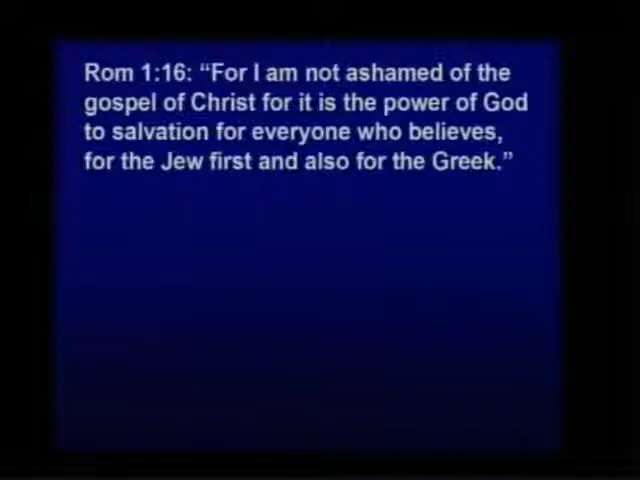 Rom 1:16: “For I am not ashamed of the
gospel of Christ for it is the power of God
to salvation for everyone who believes,
for the Jew first and also for the Greek.”